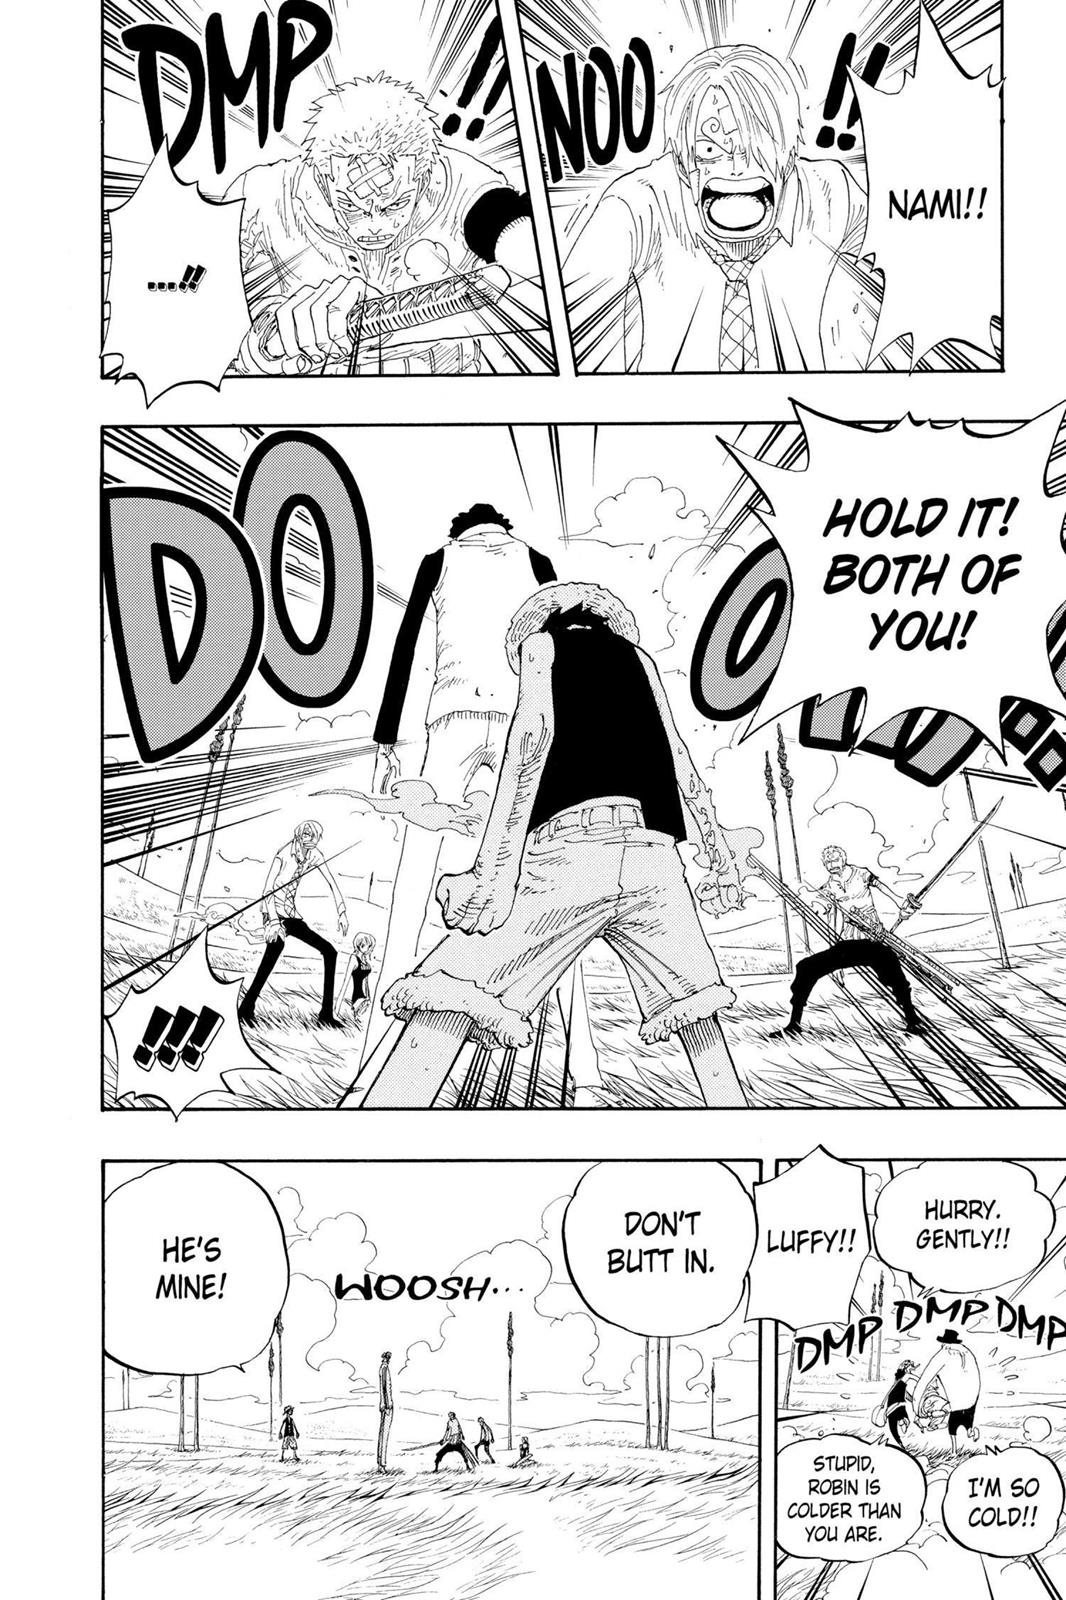 NAMI!!
!!
NOO
!!
DMP
....!!
HOLD IT!
BOTH OF
YOU!
DO
!!!!
HURRY.
GENTLY!!
LUFFY!!
DMP DMP DMP
I'M SO
COLD!!
STUPID,
ROBIN IS
COLDER THAN
YOU ARE.
DON'T
BUTT IN.
WOOSH...
HE'S
MINE!